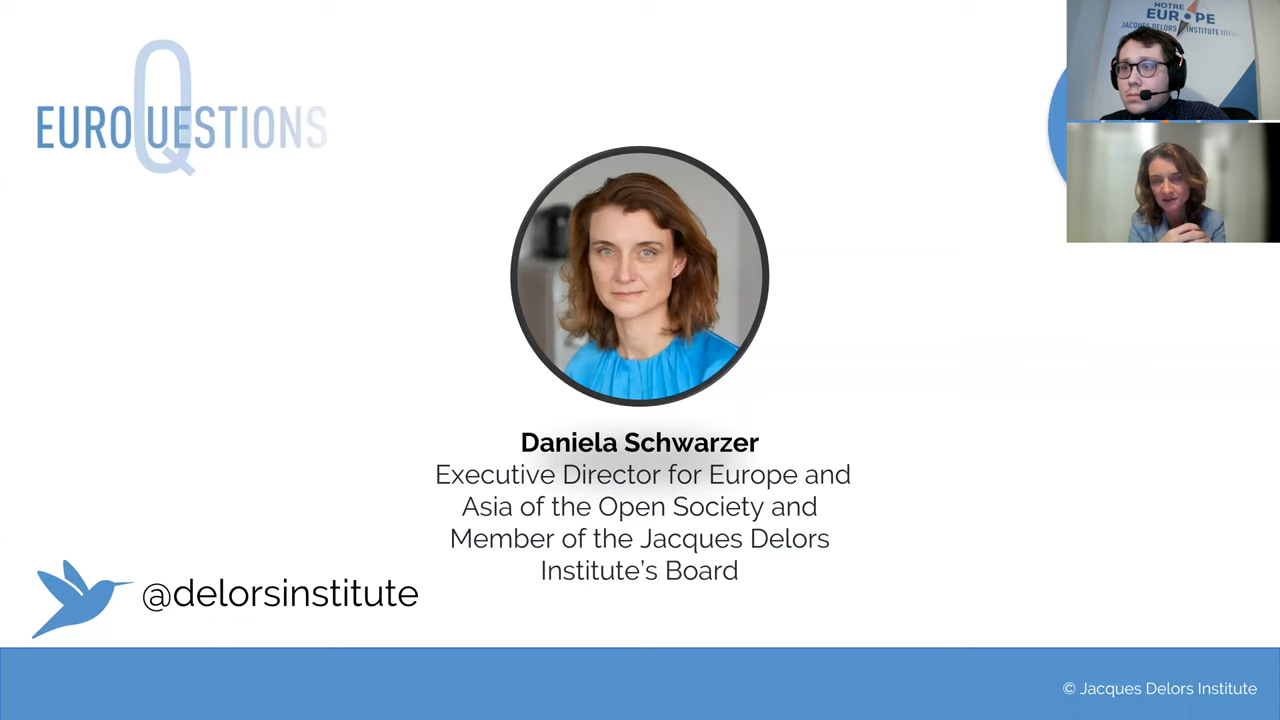 EUROQUESTIONS
NOTRE
EUROPE
JACQUES DELORS INSTITUTE
Daniela Schwarzer
Executive Director for Europe and
Asia of the Open Society and
Member of the Jacques Delors
Institute's Board
@delorsinstitute
© Jacques Delors Institute